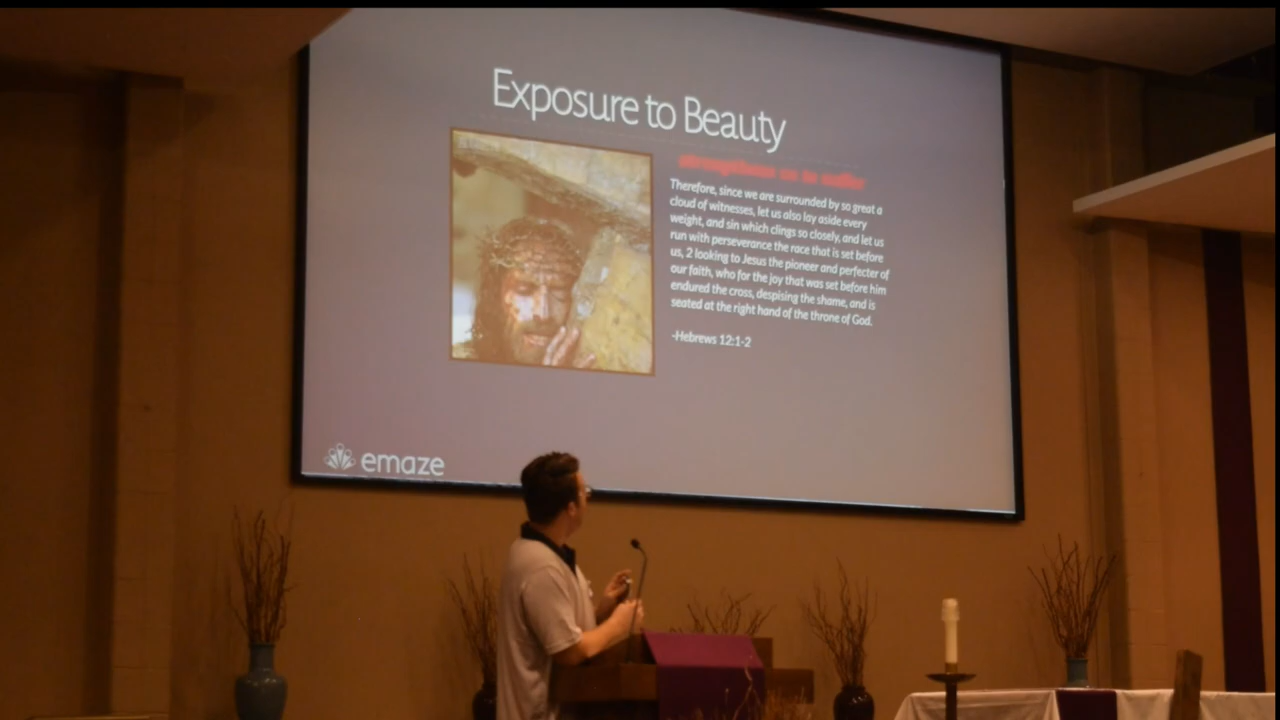 Exposure to Beauty
strengthens us to suffer
Therefore, since we are surrounded by so great a
cloud of witnesses, let us also lay aside every
weight, and sin which clings so closely, and let us
run with perseverance the race that is set before
us, 2 looking to Jesus the pioneer and perfecter of
our faith, who for the joy that was set before him
endured the cross, despising the shame, and is
seated at the right hand of the throne of God.
-Hebrews 12:1-2
emaze